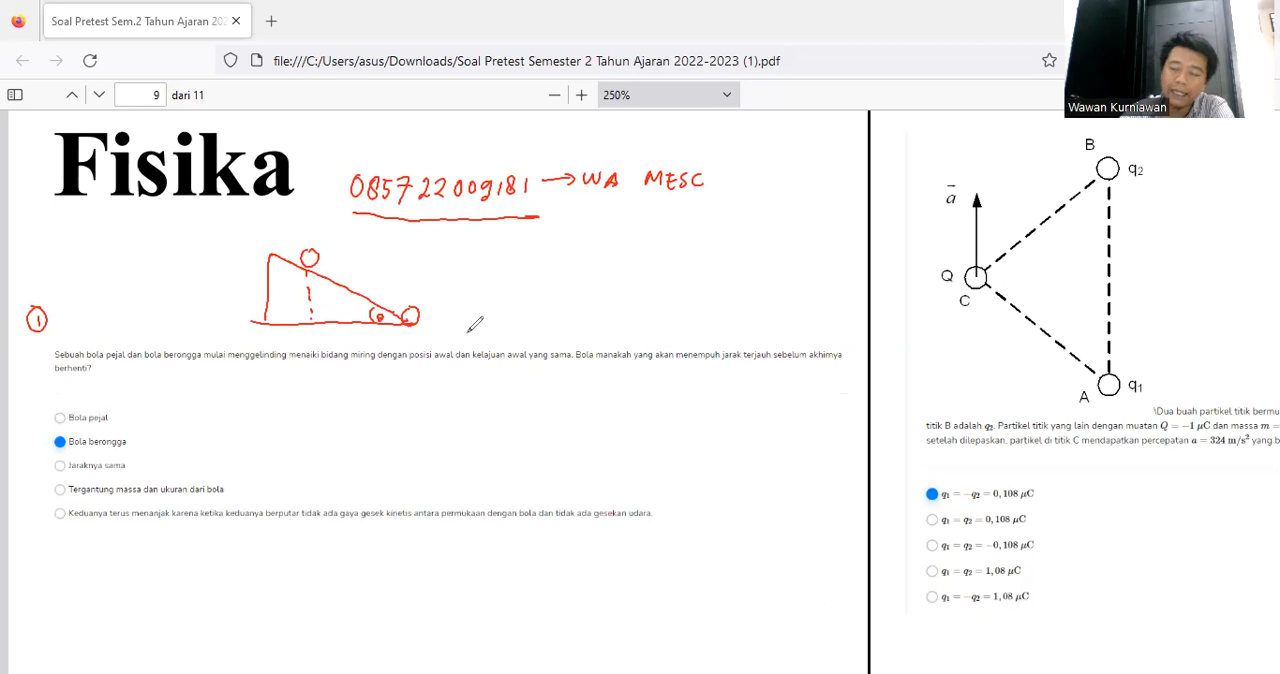 Soal Pretest Sem.2 Tahun Ajaran 202
file:///C:/Users/asus/Downloads/Soal Pretest Semester 2 Tahun Ajaran 2022-2023 (1).pdf
9 dari 11
250%
Wawan Kurniawan
Fisika
085722009181 → WA MESC
1
θ
Sebuah bola pejal dan bola berongga mulai menggelinding menaiki bidang miring dengan posisi awal dan kelajuan awal yang sama. Bola manakah yang akan menempuh jarak terjauh sebelum akhirnya
berhenti?
Bola pejal
Bola berongga
Jaraknya sama
Tergantung massa dan ukuran dari bola
Keduanya terus menanjak karena ketika keduanya berputar tidak ada gaya gesek kinetis antara permukaan dengan bola dan tidak ada gesekan udara.
B
q₂
a⃗
Q
C
A
q₁
\Dua buah partikel titik bermu
titik B adalah q₂. Partikel titik yang lain dengan muatan Q = −1 μC dan massa m =
setelah dilepaskan, partikel di titik C mendapatkan percepatan a = 324 m/s² yang b
q₁ = −q₂ = 0,108 μC
q₁ = q₂ = 0,108 μC
q₁ = q₂ = −0,108 μC
q₁ = q₂ = 1,08 μC
q₁ = −q₂ = 1,08 μC